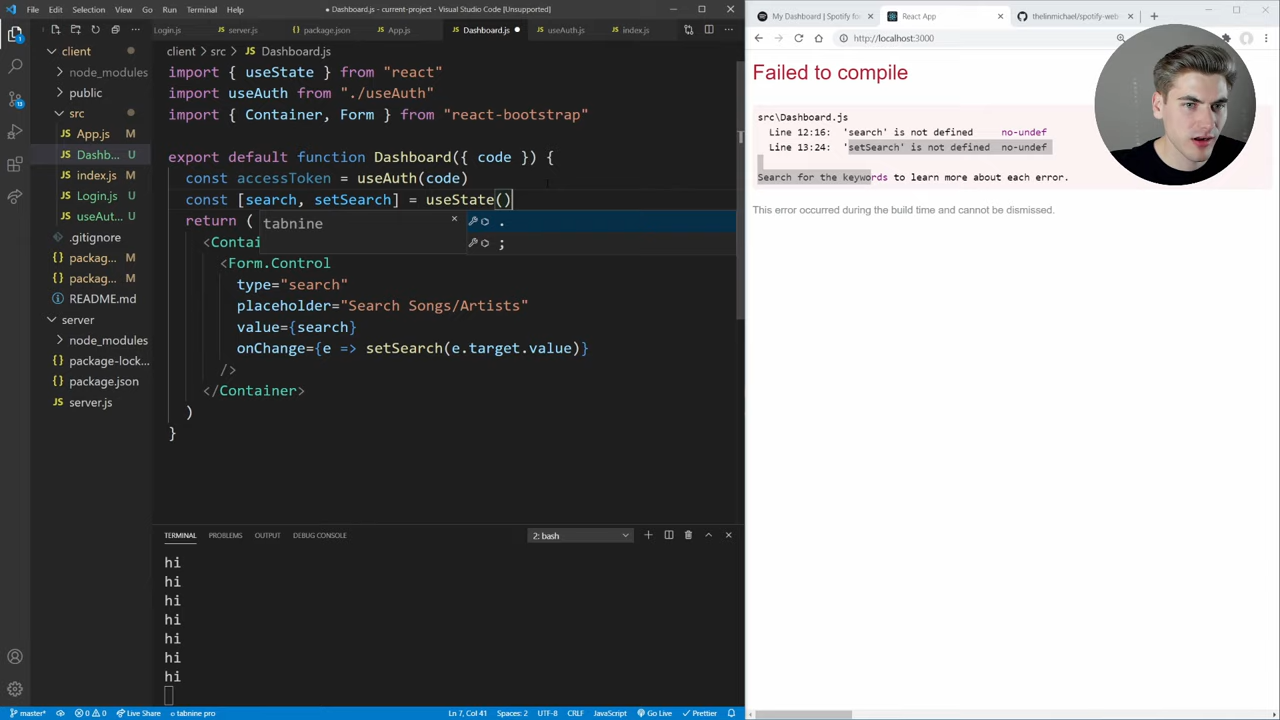 File Edit Selection View Go Run Terminal Help
Dashboard.js - current-project - Visual Studio Code [Unsupported]
Login.js server.js package.json App.js Dashboard.js useAuth.js index.js
client
node_modules
public
src
App.js M
Dashb... U
index.js U
Login.js U
useAut... U
.gitignore
packag... M
packag... M
README.md
server
node_modules
package-lock...
package.json
server.js
client > src > Dashboard.js
import { useState } from "react"
import useAuth from "./useAuth"
import { Container, Form } from "react-bootstrap"
export default function Dashboard({ code }) {
const accessToken = useAuth(code)
const [search, setSearch] = useState()
return (
tabnine
.
;
<Contai
<Form.Control
type="search"
placeholder="Search Songs/Artists"
value={search}
onChange={e => setSearch(e.target.value)}
/>
</Container>
)
}
TERMINAL PROBLEMS OUTPUT DEBUG CONSOLE
2: bash
hi
hi
hi
hi
hi
hi
hi
master* 0 0 Live Share tabnine pro
Ln 7, Col 41 Spaces: 2 UTF-8 CRLF JavaScript Go Live Prettier
My Dashboard | Spotify for React App thelinmichael/spotify-web-
http://localhost:3000
Failed to compile
src\Dashboard.js
Line 12:16: 'search' is not defined no-undef
Line 13:24: 'setSearch' is not defined no-undef
Search for the keywords to learn more about each error.
This error occurred during the build time and cannot be dismissed.